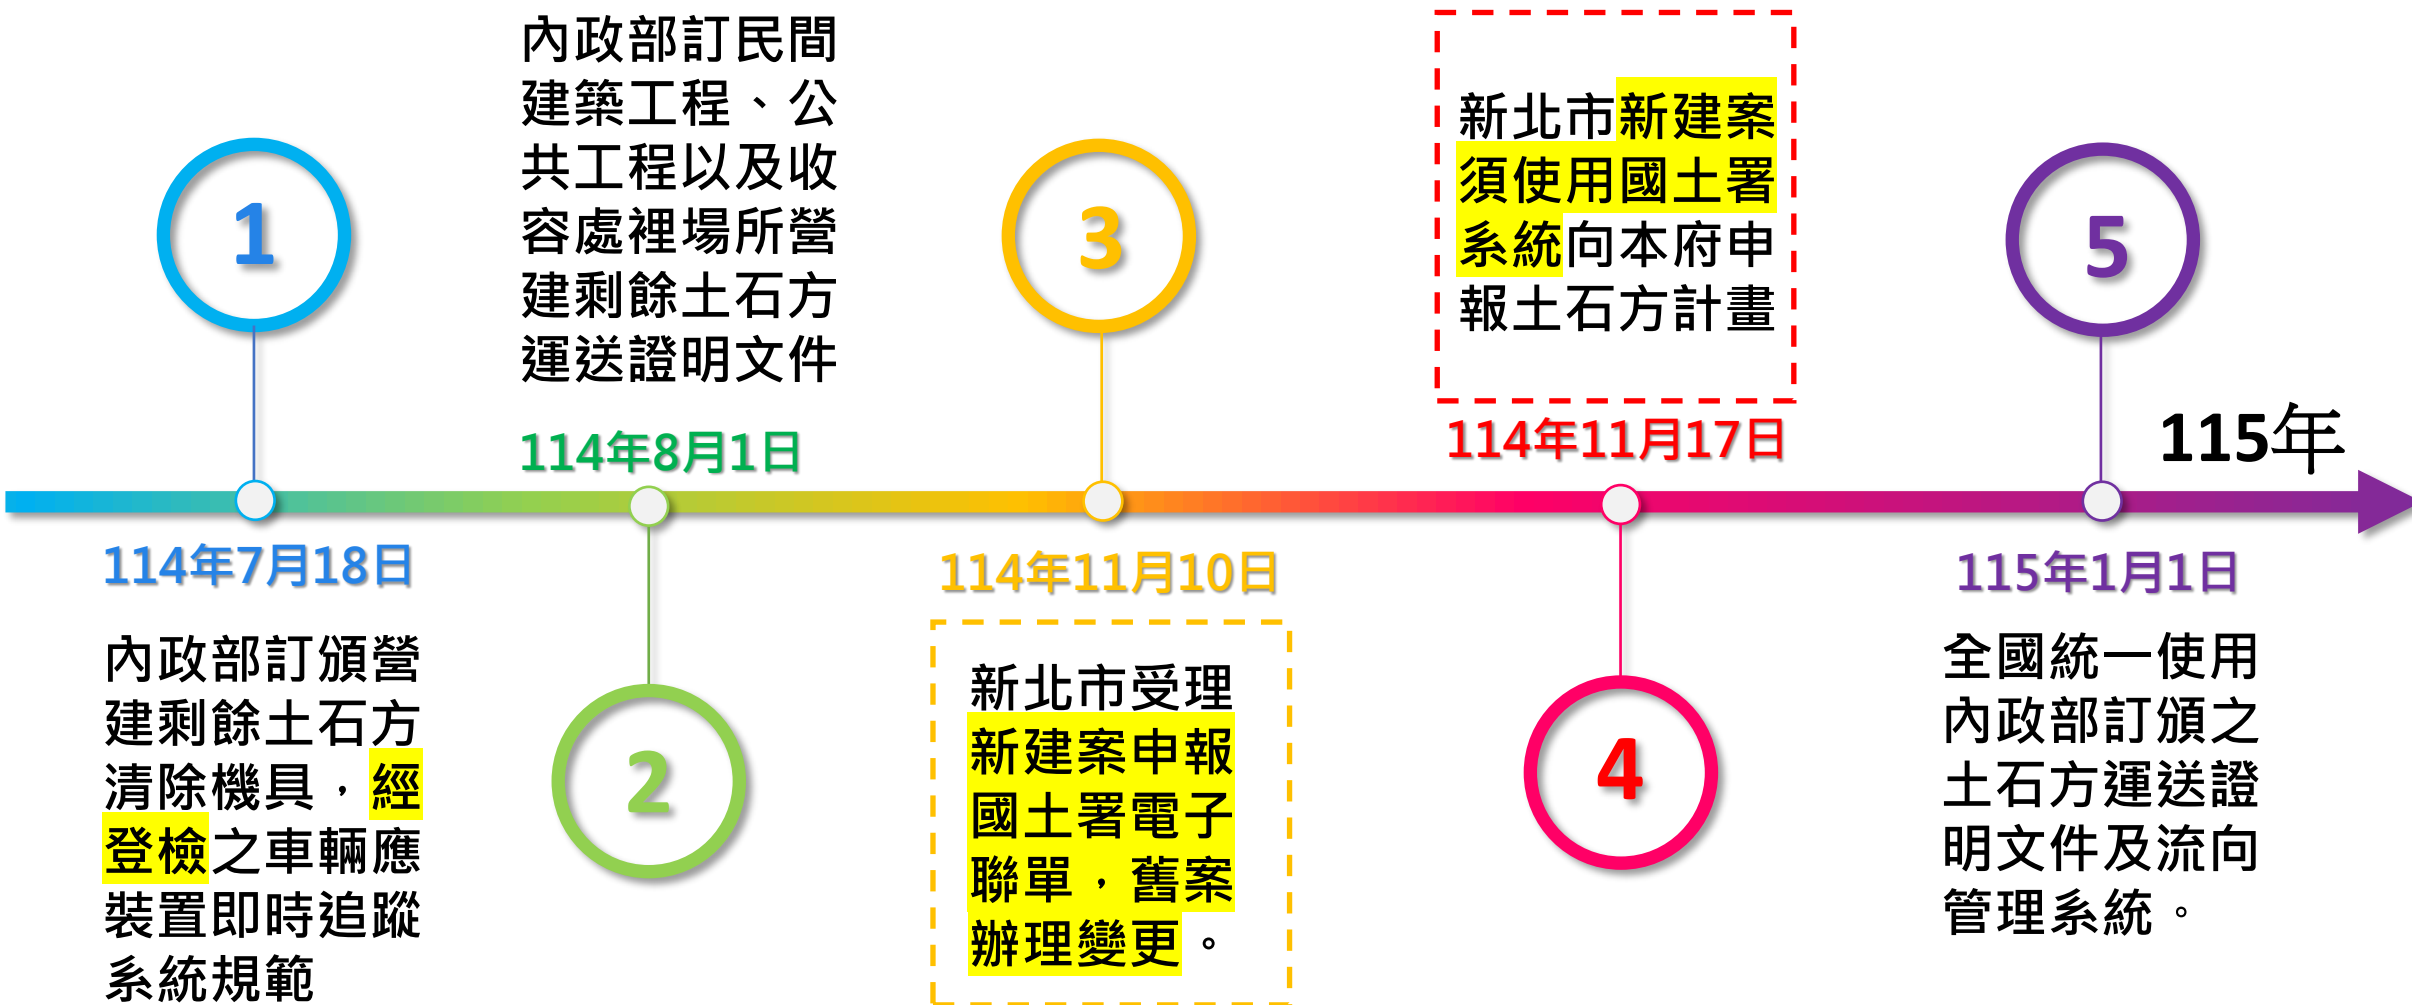 1
114年7月18日
內政部訂頒營
建剩餘土石方
清除機具，經
登檢之車輛應
裝置即時追蹤
系統規範
內政部訂民間
建築工程、公
共工程以及收
容處裡場所營
建剩餘土石方
運送證明文件
114年8月1日
2
3
114年11月10日
新北市受理
新建案申報
國土署電子
聯單，舊案
辦理變更。
新北市新建案
須使用國土署
系統向本府申
報土石方計畫
114年11月17日
4
5
115年
115年1月1日
全國統一使用
內政部訂頒之
土石方運送證
明文件及流向
管理系統。